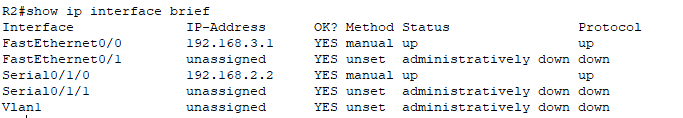 R2#show ip interface brief
Interface              IP-Address      OK? Method Status                Protocol
FastEthernet0/0        192.168.3.1     YES manual up                    up
FastEthernet0/1        unassigned      YES unset  administratively down down
Serial0/1/0            192.168.2.2     YES manual up                    up
Serial0/1/1            unassigned      YES unset  administratively down down
Vlan1                  unassigned      YES unset  administratively down down